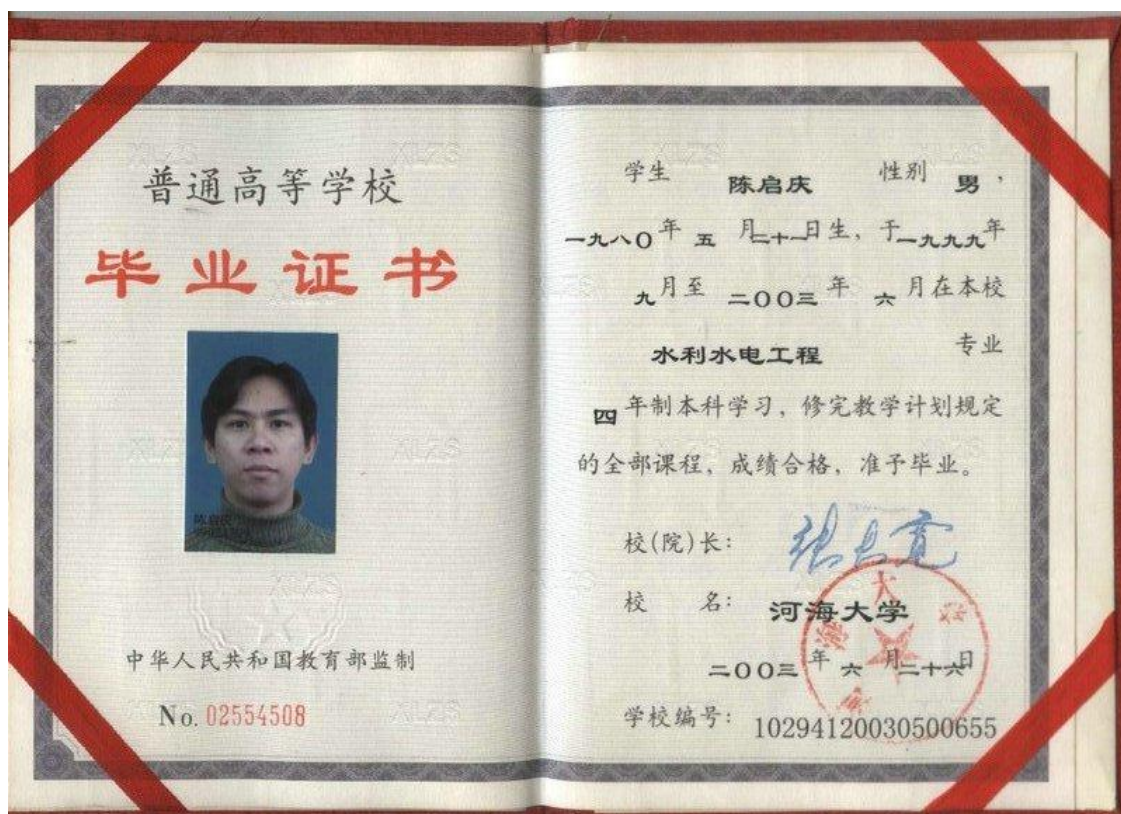 普通高等学校
毕业证书
陈启庆
中华人民共和国教育部监制
No. 02554508
学生 陈启庆 性别 男，
一九八〇年 五 月二十一日生，于一九九九年
九月至 二〇〇三年 六 月在本校
水利水电工程 专业
四年制本科学习，修完教学计划规定
的全部课程，成绩合格，准予毕业。
校(院)长：
校 名：河海大学
二〇〇三年 六 月二十六日
学校编号：102941200305006​55